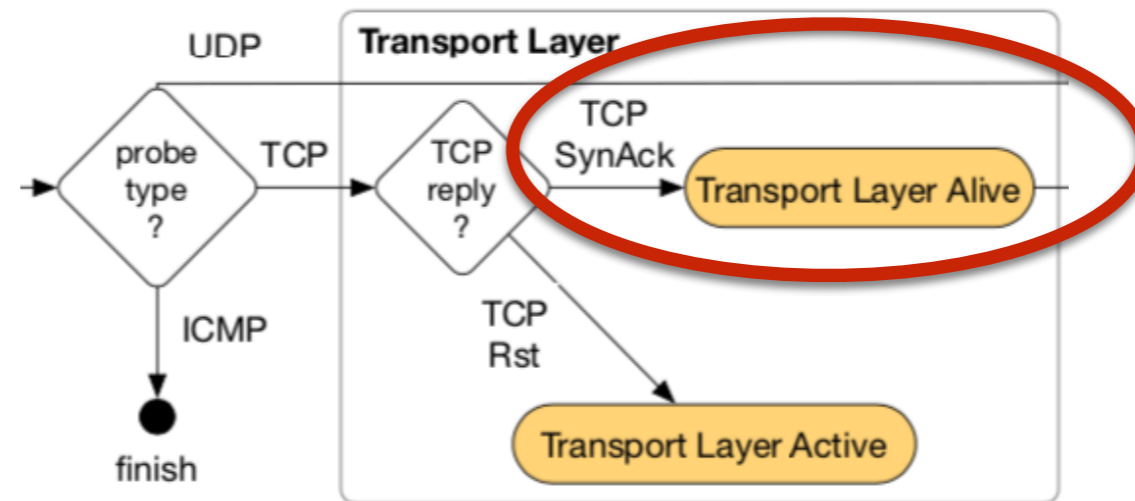 UDP
Transport Layer
probe
type
?
TCP
TCP
reply
?
TCP
SynAck
Transport Layer Alive
ICMP
finish
TCP
Rst
Transport Layer Active